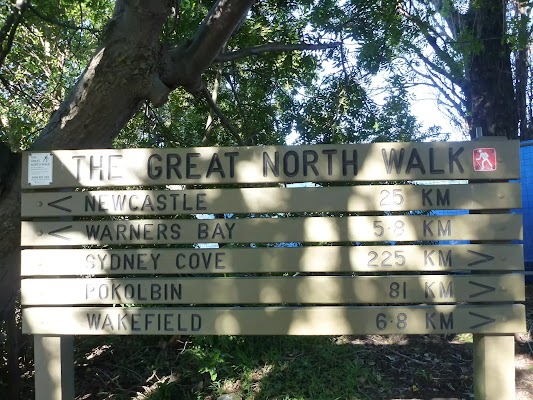 THE GREAT NORTH WALK
< NEWCASTLE 25 KM
< WARNERS BAY 5·8 KM
SYDNEY COVE 225 KM >
POKOLBIN 81 KM >
WAKEFIELD 6·8 KM >